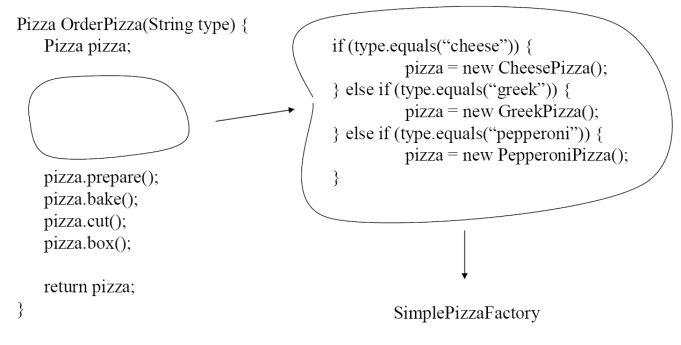 Pizza OrderPizza(String type) {
Pizza pizza;
pizza.prepare();
pizza.bake();
pizza.cut();
pizza.box();
return pizza;
}
if (type.equals(“cheese”)) {
pizza = new CheesePizza();
} else if (type.equals(“greek”)) {
pizza = new GreekPizza();
} else if (type.equals(“pepperoni”)) {
pizza = new PepperoniPizza();
}
SimplePizzaFactory